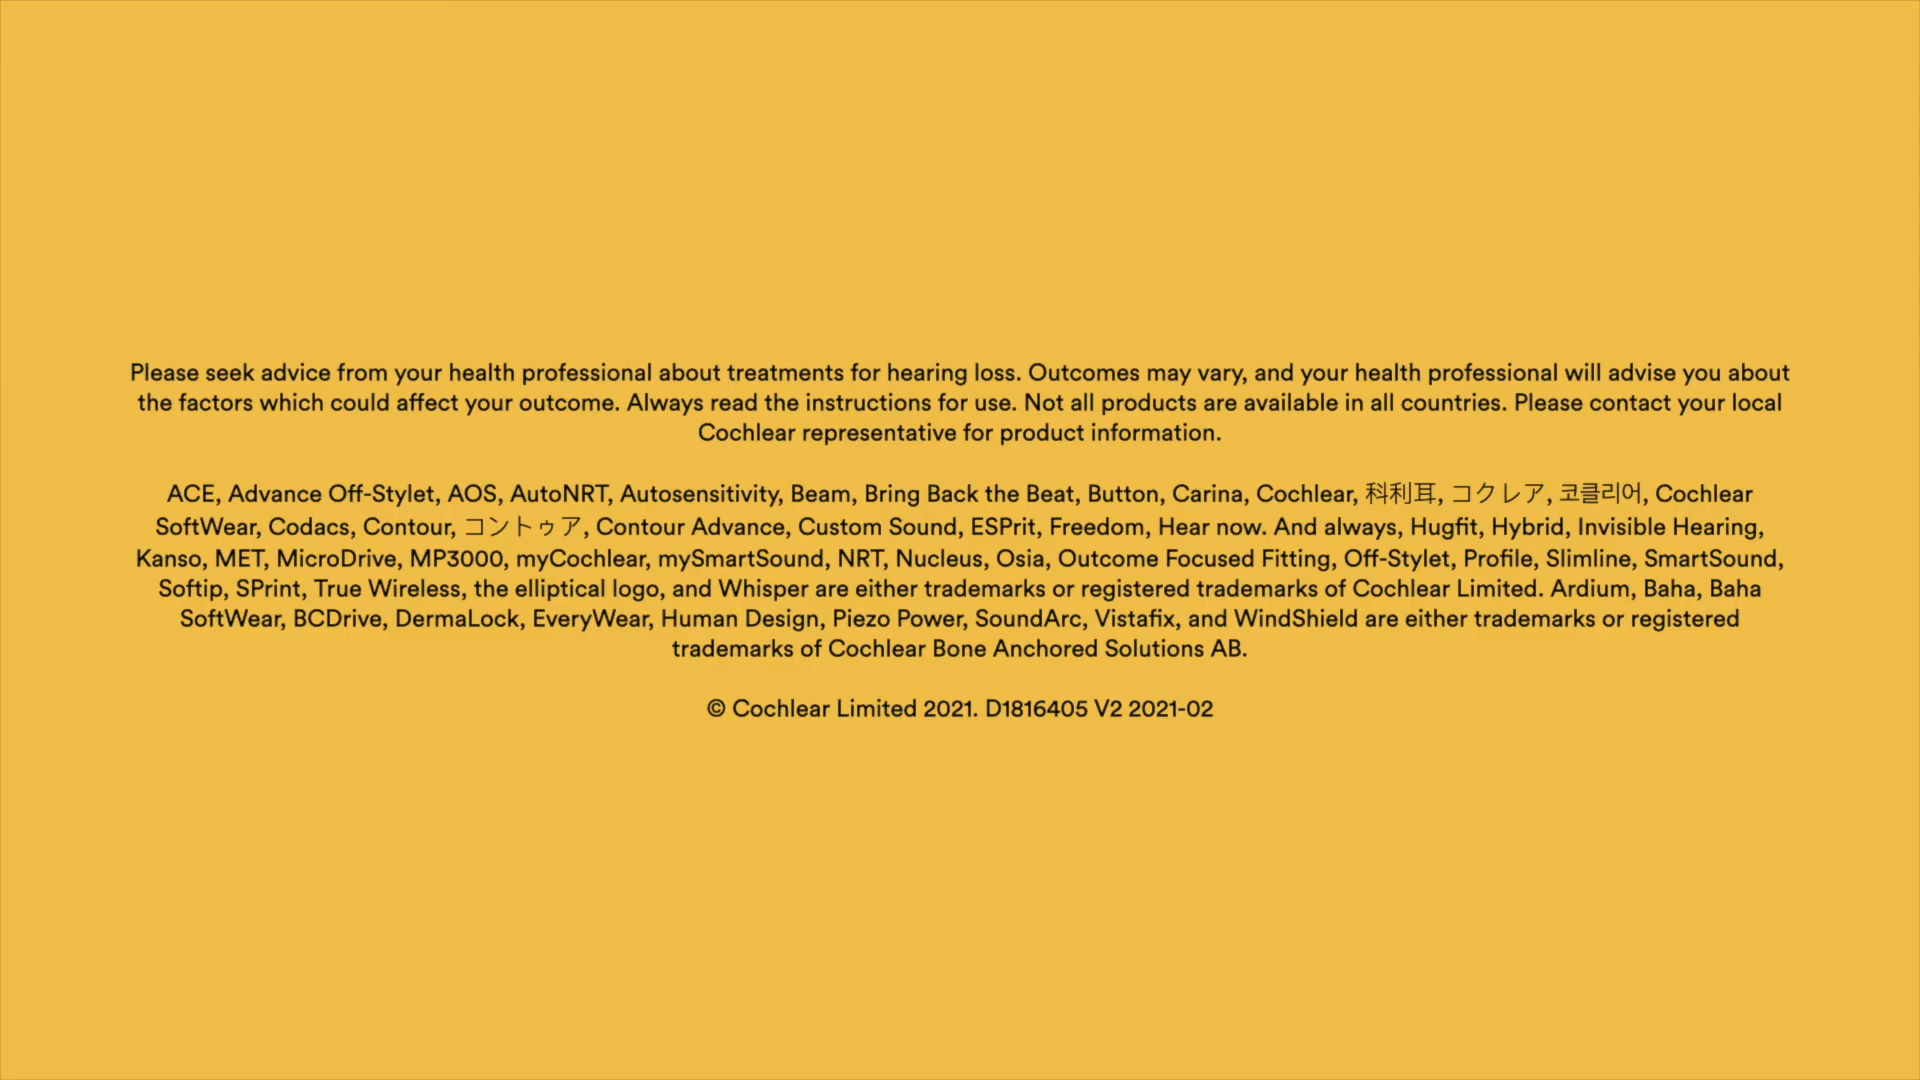 Please seek advice from your health professional about treatments for hearing loss. Outcomes may vary, and your health professional will advise you about
the factors which could affect your outcome. Always read the instructions for use. Not all products are available in all countries. Please contact your local
Cochlear representative for product information.
ACE, Advance Off-Stylet, AOS, AutoNRT, Autosensitivity, Beam, Bring Back the Beat, Button, Carina, Cochlear, 科利耳, コクレア, 코클리어, Cochlear
SoftWear, Codacs, Contour, コントゥア, Contour Advance, Custom Sound, ESPrit, Freedom, Hear now. And always, Hugfit, Hybrid, Invisible Hearing,
Kanso, MET, MicroDrive, MP3000, myCochlear, mySmartSound, NRT, Nucleus, Osia, Outcome Focused Fitting, Off-Stylet, Profile, Slimline, SmartSound,
Softip, SPrint, True Wireless, the elliptical logo, and Whisper are either trademarks or registered trademarks of Cochlear Limited. Ardium, Baha, Baha
SoftWear, BCDrive, DermaLock, EveryWear, Human Design, Piezo Power, SoundArc, Vistafix, and WindShield are either trademarks or registered
trademarks of Cochlear Bone Anchored Solutions AB.
© Cochlear Limited 2021. D1816405 V2 2021-02